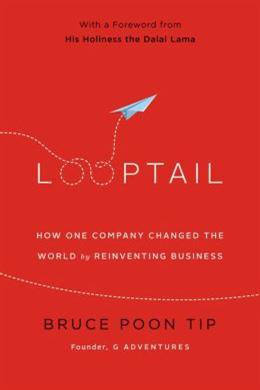 With a Foreword from
His Holiness the Dalai Lama
LOOPTAIL
HOW ONE COMPANY CHANGED THE
WORLD by REINVENTING BUSINESS
BRUCE POON TIP
Founder, G ADVENTURES